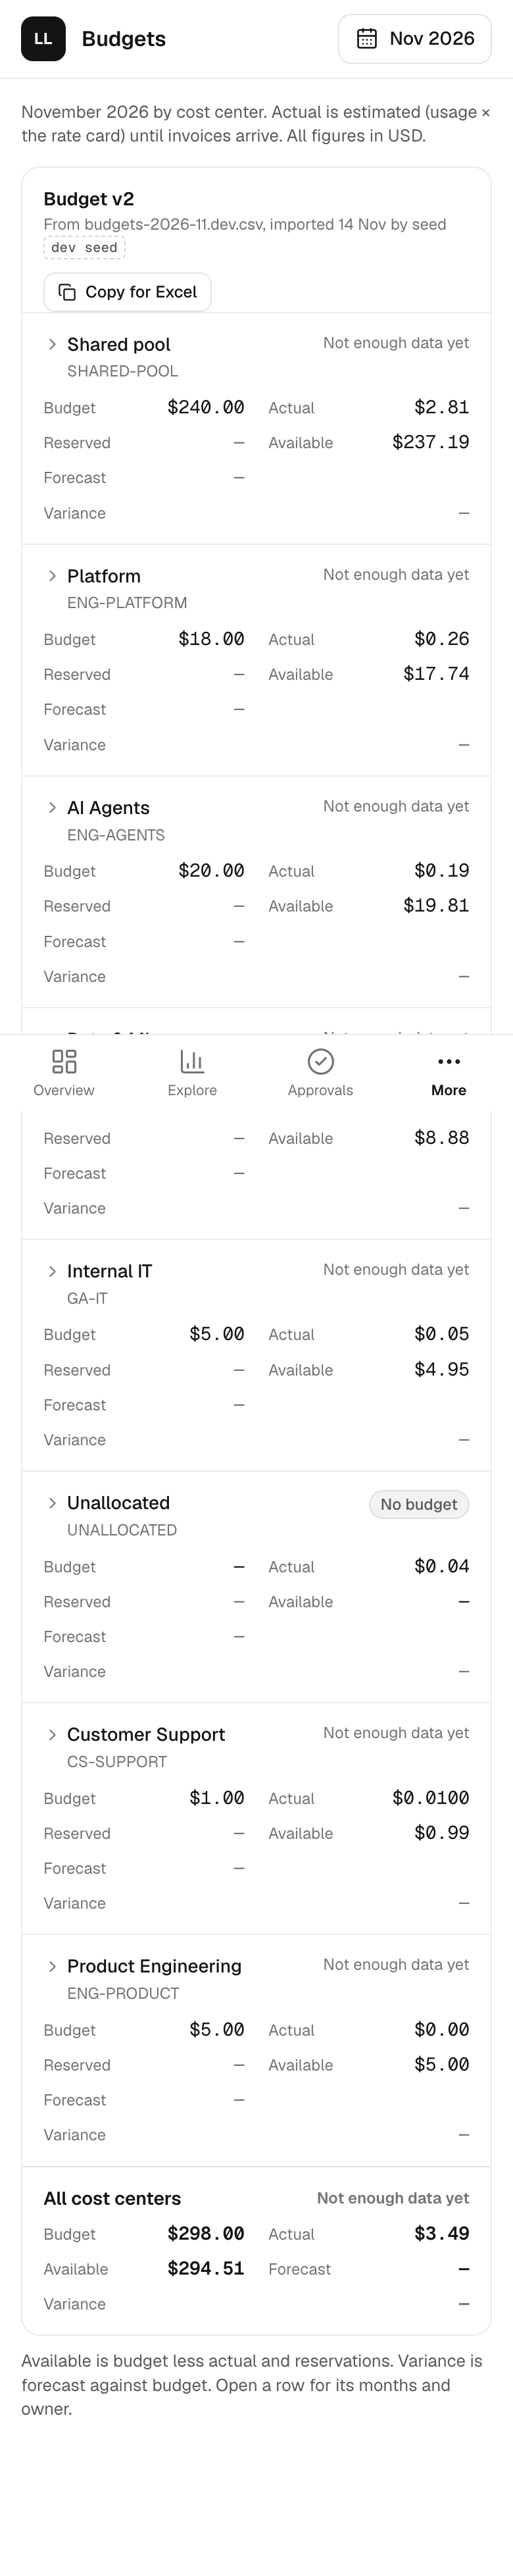 LL Budgets Nov 2026
November 2026 by cost center. Actual is estimated (usage ×
the rate card) until invoices arrive. All figures in USD.
Budget v2
From budgets-2026-11.dev.csv, imported 14 Nov by seed
dev seed
Copy for Excel
Shared pool Not enough data yet
SHARED-POOL
Budget $240.00 Actual $2.81
Reserved — Available $237.19
Forecast —
Variance —
Platform Not enough data yet
ENG-PLATFORM
Budget $18.00 Actual $0.26
Reserved — Available $17.74
Forecast —
Variance —
AI Agents Not enough data yet
ENG-AGENTS
Budget $20.00 Actual $0.19
Reserved — Available $19.81
Forecast —
Variance —
Overview Explore Approvals More
Reserved — Available $8.88
Forecast —
Variance —
Internal IT Not enough data yet
GA-IT
Budget $5.00 Actual $0.05
Reserved — Available $4.95
Forecast —
Variance —
Unallocated No budget
UNALLOCATED
Budget — Actual $0.04
Reserved — Available —
Forecast —
Variance —
Customer Support Not enough data yet
CS-SUPPORT
Budget $1.00 Actual $0.0100
Reserved — Available $0.99
Forecast —
Variance —
Product Engineering Not enough data yet
ENG-PRODUCT
Budget $5.00 Actual $0.00
Reserved — Available $5.00
Forecast —
Variance —
All cost centers Not enough data yet
Budget $298.00 Actual $3.49
Available $294.51 Forecast —
Variance —
Available is budget less actual and reservations. Variance is
forecast against budget. Open a row for its months and
owner.